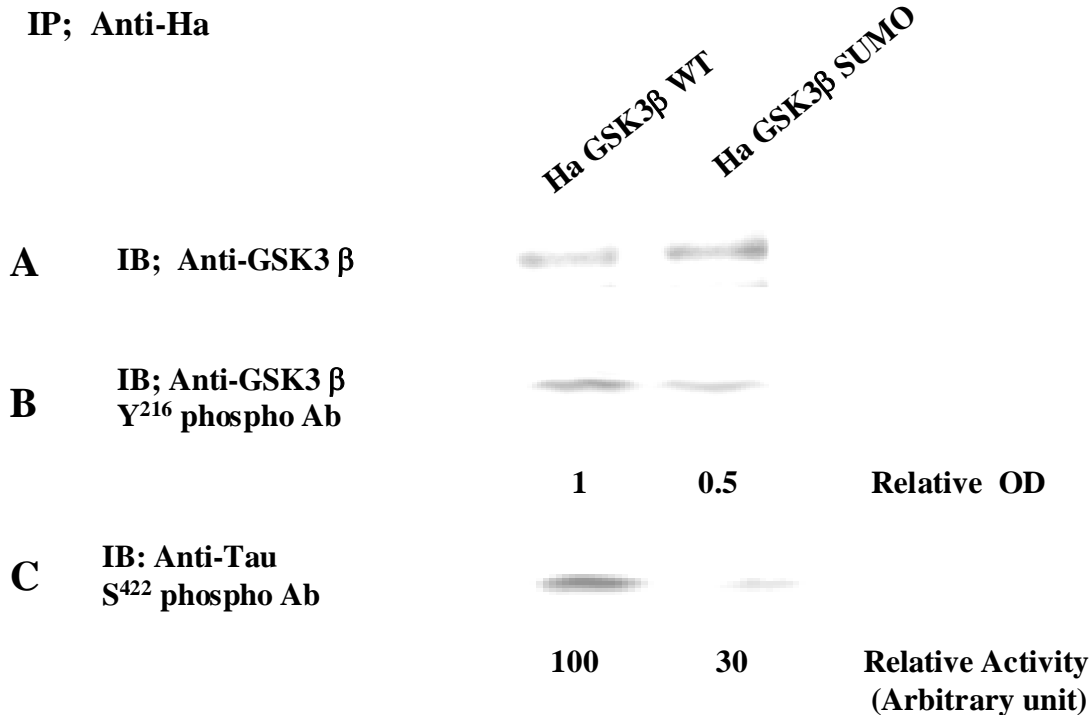 IP; Anti-Ha
Ha GSK3β WT
Ha GSK3β SUMO
A
IB; Anti-GSK3 β
B
IB; Anti-GSK3 β
Y²¹⁶ phospho Ab
1 0.5 Relative OD
C
IB: Anti-Tau
S⁴²² phospho Ab
100 30 Relative Activity
(Arbitrary unit)